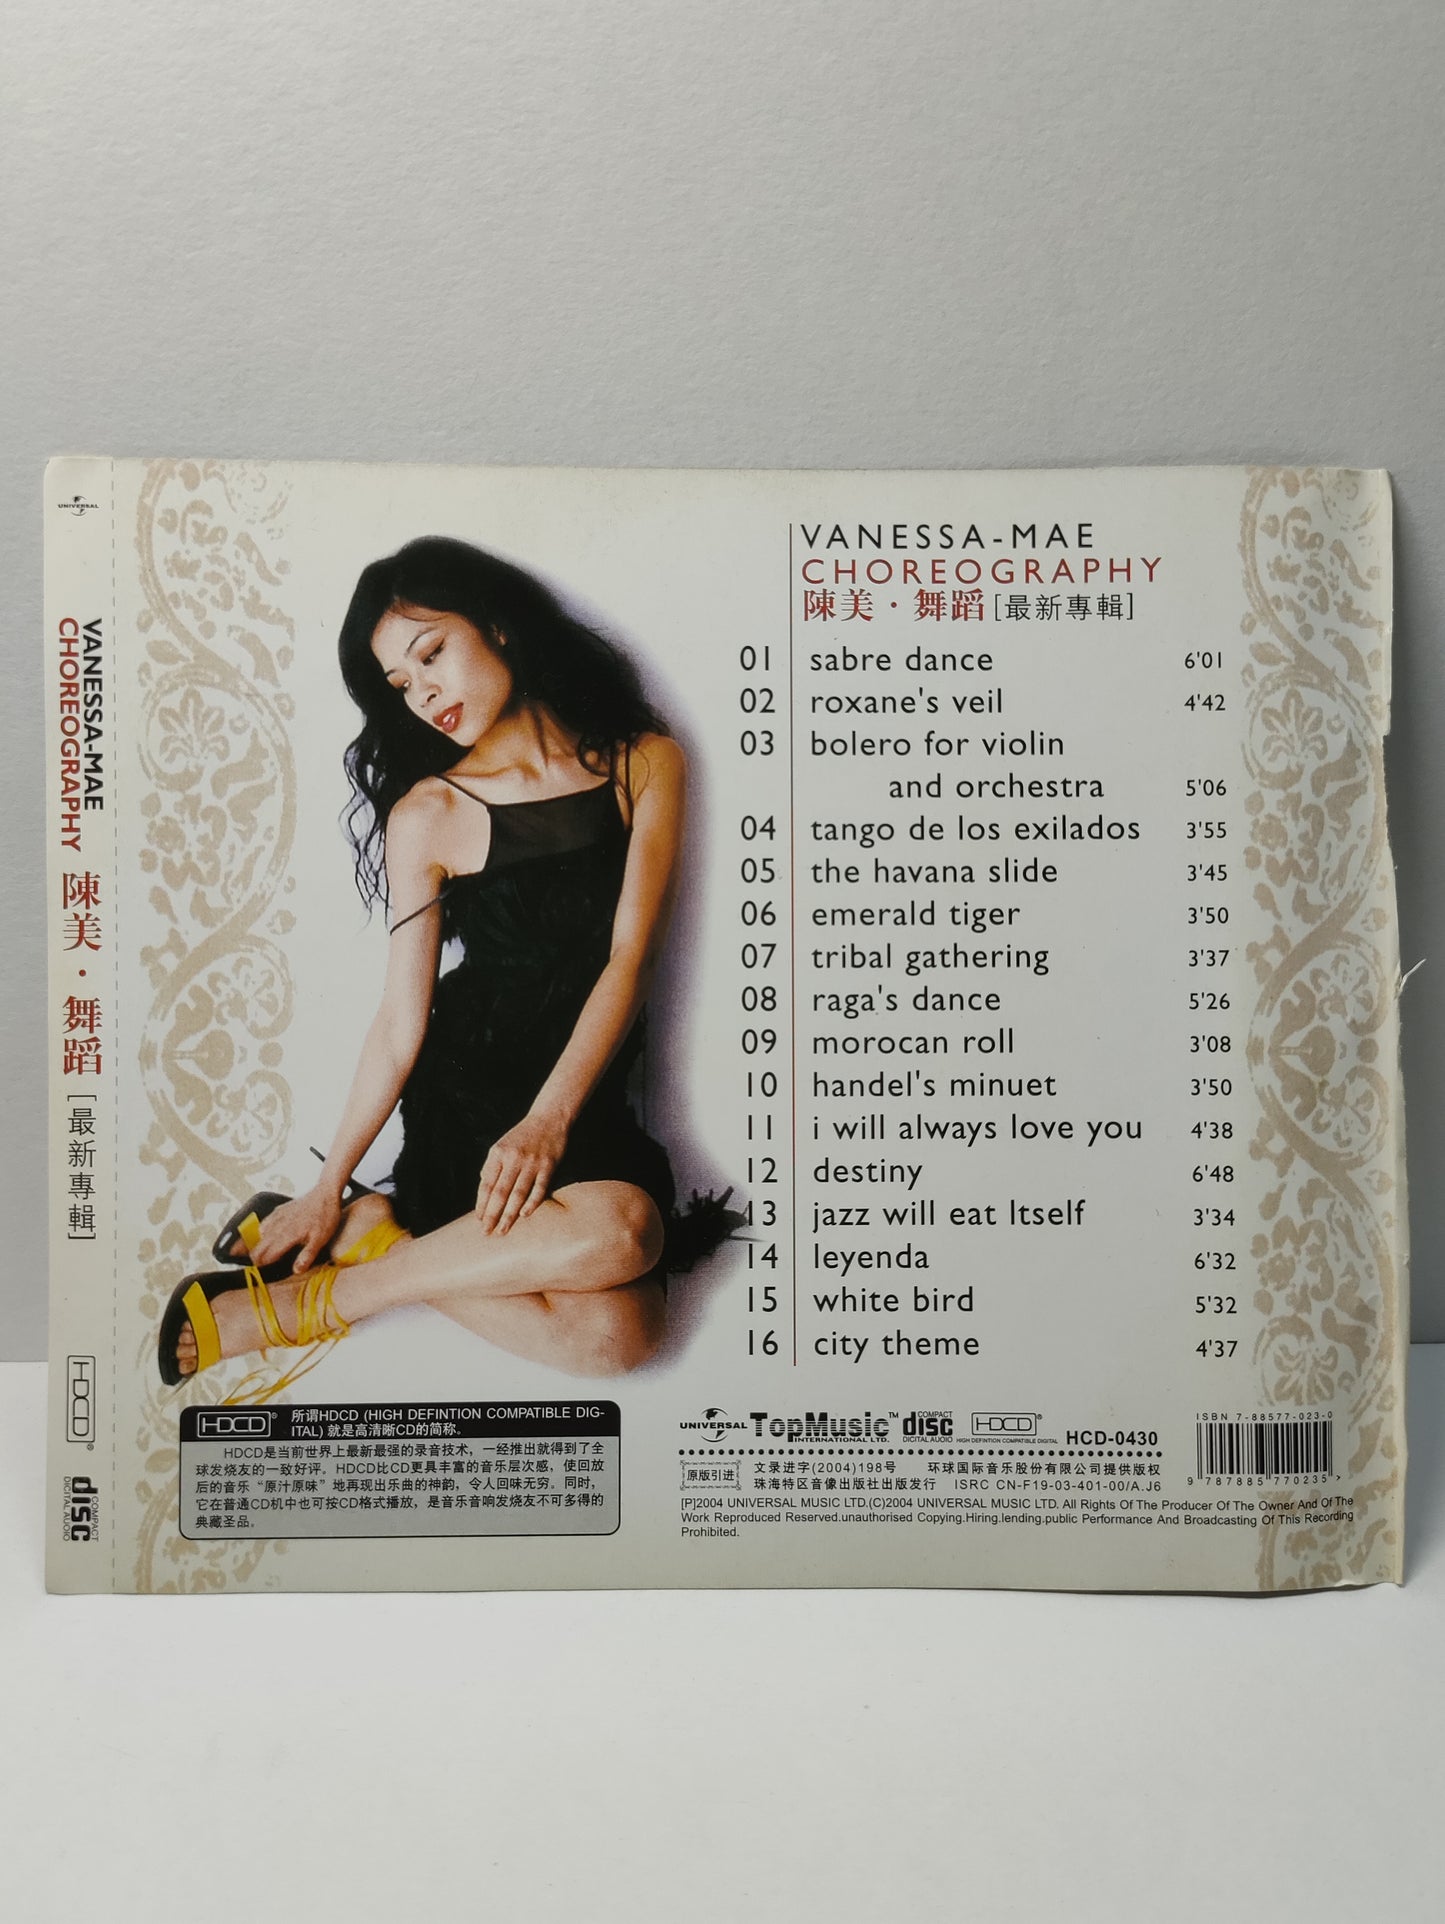 UNIVERSAL
VANESSA-MAE
CHOREOGRAPHY
陳美·舞蹈[最新專輯]
HDCD®
COMPACT
disc
DIGITAL AUDIO
VANESSA-MAE
CHOREOGRAPHY
陳美·舞蹈[最新專輯]
01 sabre dance 6'01
02 roxane's veil 4'42
03 bolero for violin
and orchestra 5'06
04 tango de los exilados 3'55
05 the havana slide 3'45
06 emerald tiger 3'50
07 tribal gathering 3'37
08 raga's dance 5'26
09 morocan roll 3'08
10 handel's minuet 3'50
11 i will always love you 4'38
12 destiny 6'48
13 jazz will eat Itself 3'34
14 leyenda 6'32
15 white bird 5'32
16 city theme 4'37
HDCD® 所谓HDCD (HIGH DEFINTION COMPATIBLE DIG-
ITAL) 就是高清晰CD的简称。
HDCD是当前世界上最新最强的录音技术，一经推出就得到了全
球发烧友的一致好评。HDCD比CD更具丰富的音乐层次感，使回放
后的音乐“原汁原味”地再现出乐曲的神韵，令人回味无穷。同时，
它在普通CD机中也可按CD格式播放，是音乐音响发烧友不可多得的
典藏圣品。
UNIVERSAL TopMusic™ INTERNATIONAL LTD. COMPACT disc DIGITAL AUDIO HDCD® HIGH DEFINTION COMPATIBLE DIGITAL HCD-0430
原版引进 文录进字(2004)198号 环球国际音乐股份有限公司提供版权
珠海特区音像出版社出版发行 ISRC CN-F19-03-401-00/A.J6
ISBN 7-88577-023-0
9 787885 770235 >
[P]2004 UNIVERSAL MUSIC LTD.(C)2004 UNIVERSAL MUSIC LTD. All Rights Of The Producer Of The Owner And Of The
Work Reproduced Reserved.unauthorised Copying.Hiring.lending.public Performance And Broadcasting Of This Recording
Prohibited.